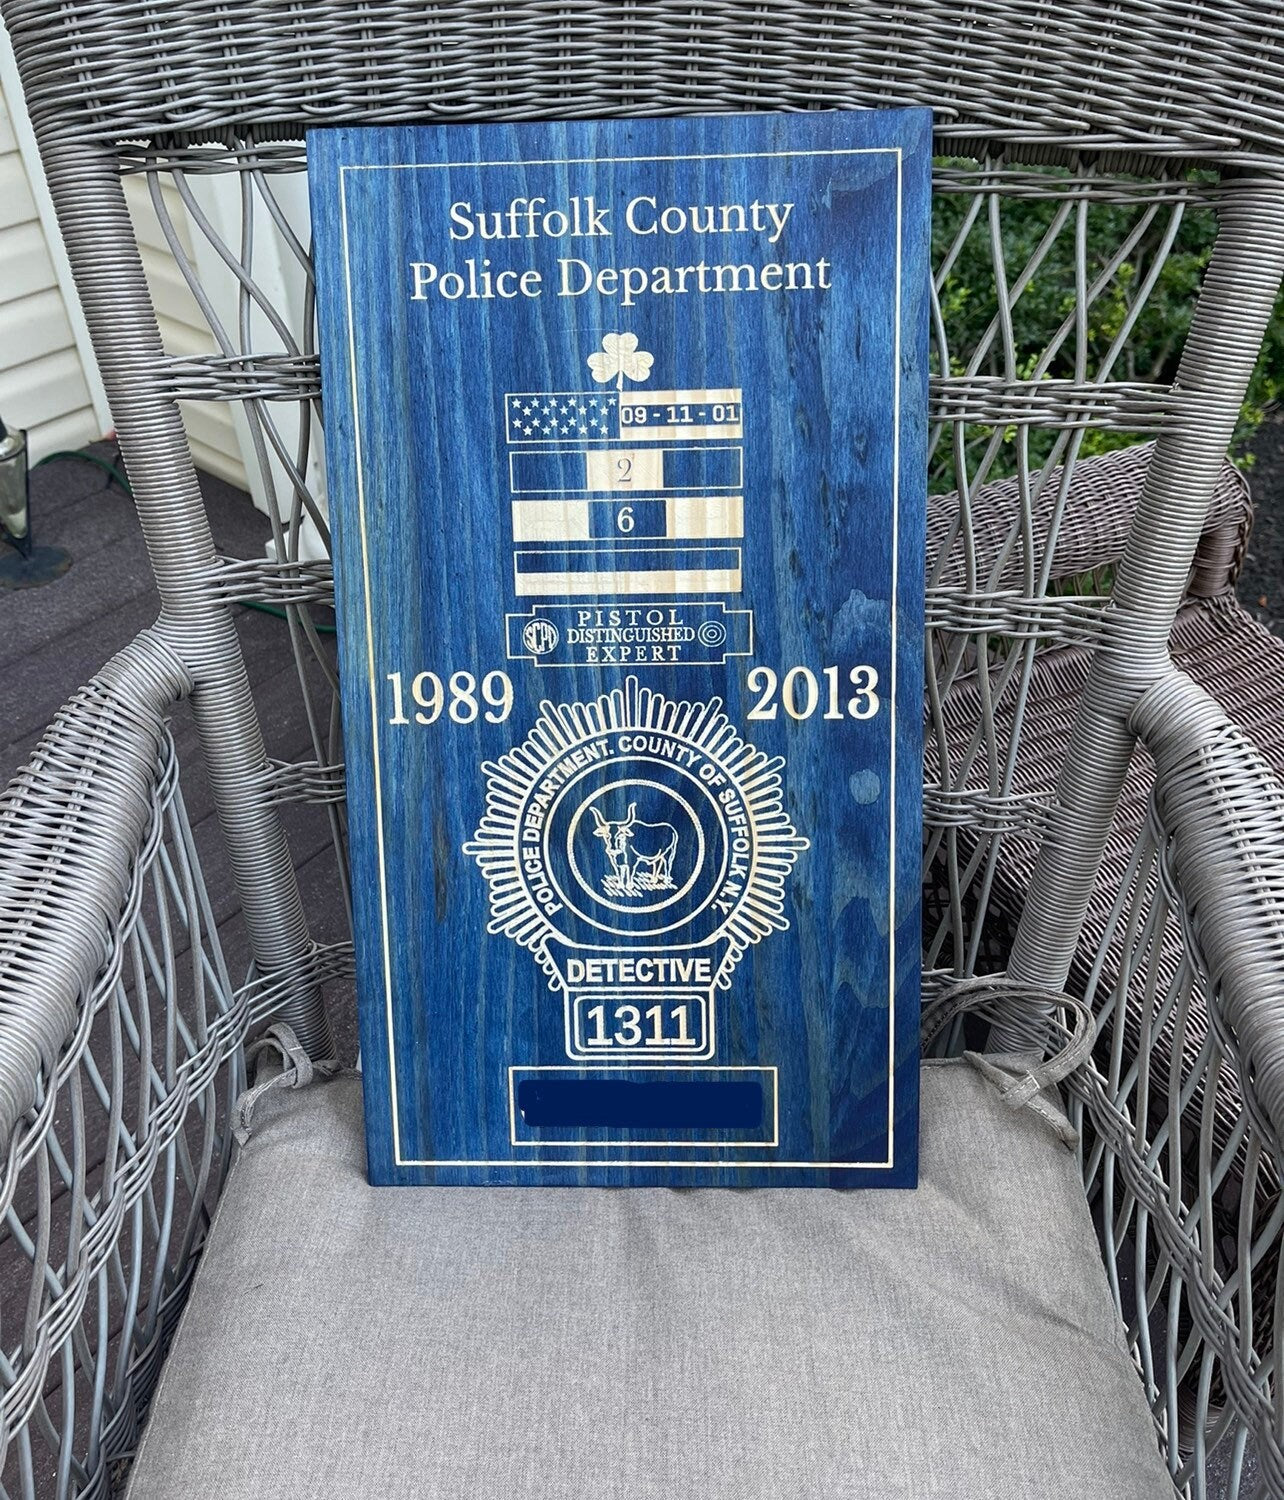 Suffolk County
Police Department
09-11-01
2
6
SCPD
PISTOL
DISTINGUISHED
EXPERT
1989
2013
POLICE DEPARTMENT. COUNTY OF SUFFOLK N.Y.
DETECTIVE
1311